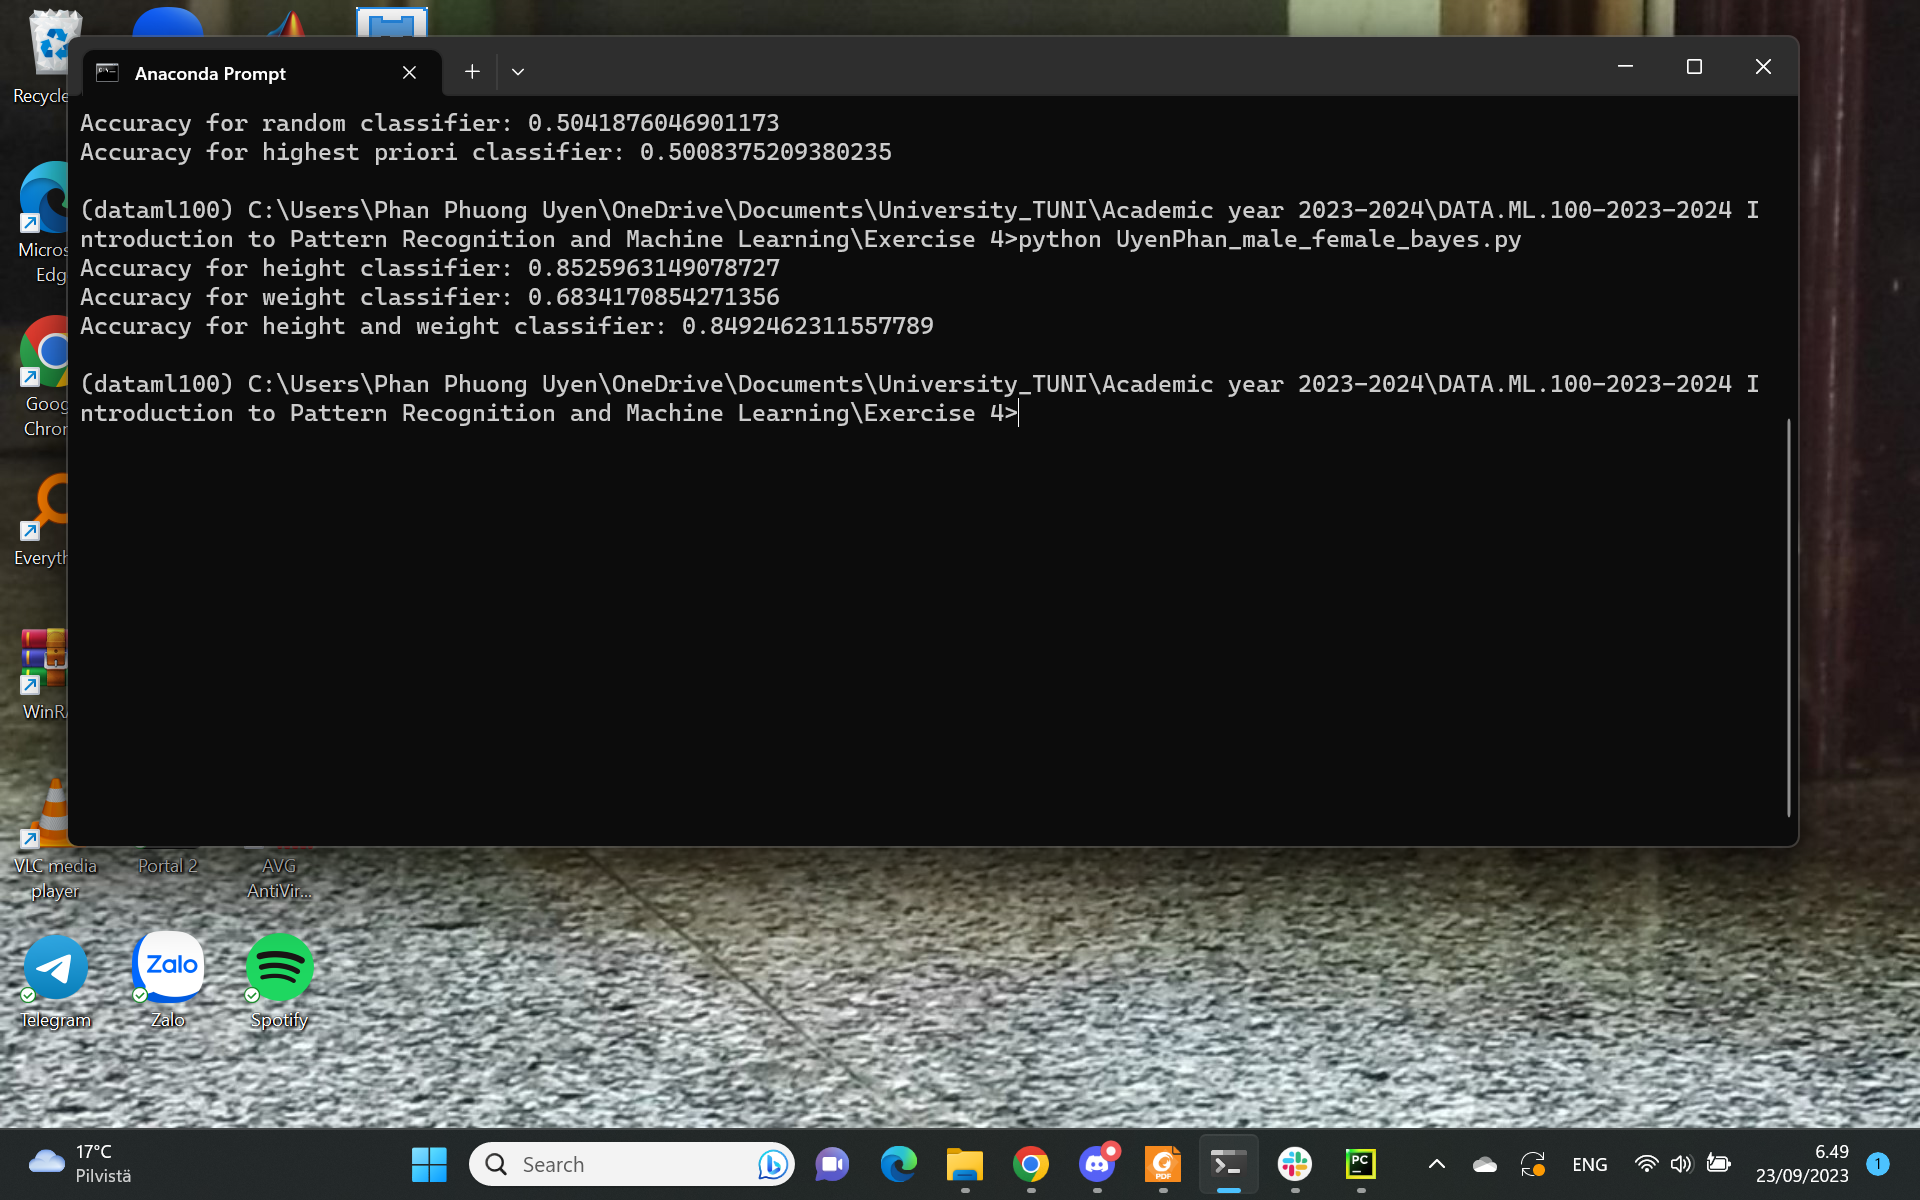 Anaconda Prompt
Recycle
Accuracy for random classifier: 0.5041876046901173
Accuracy for highest priori classifier: 0.5008375209380235
(dataml100) C:\Users\Phan Phuong Uyen\OneDrive\Documents\University_TUNI\Academic year 2023-2024\DATA.ML.100-2023-2024 I
ntroduction to Pattern Recognition and Machine Learning\Exercise 4>python UyenPhan_male_female_bayes.py
Accuracy for height classifier: 0.8525963149078727
Accuracy for weight classifier: 0.6834170854271356
Accuracy for height and weight classifier: 0.8492462311557789
(dataml100) C:\Users\Phan Phuong Uyen\OneDrive\Documents\University_TUNI\Academic year 2023-2024\DATA.ML.100-2023-2024 I
ntroduction to Pattern Recognition and Machine Learning\Exercise 4>
Micros
Edg
Goog
Chror
Everyth
WinR
VLC media
player
Portal 2
AVG
AntiVir...
Telegram
Zalo
Zalo
Spotify
17°C
Pilvistä
Search
PDF
PC
ENG
6.49
23/09/2023
1